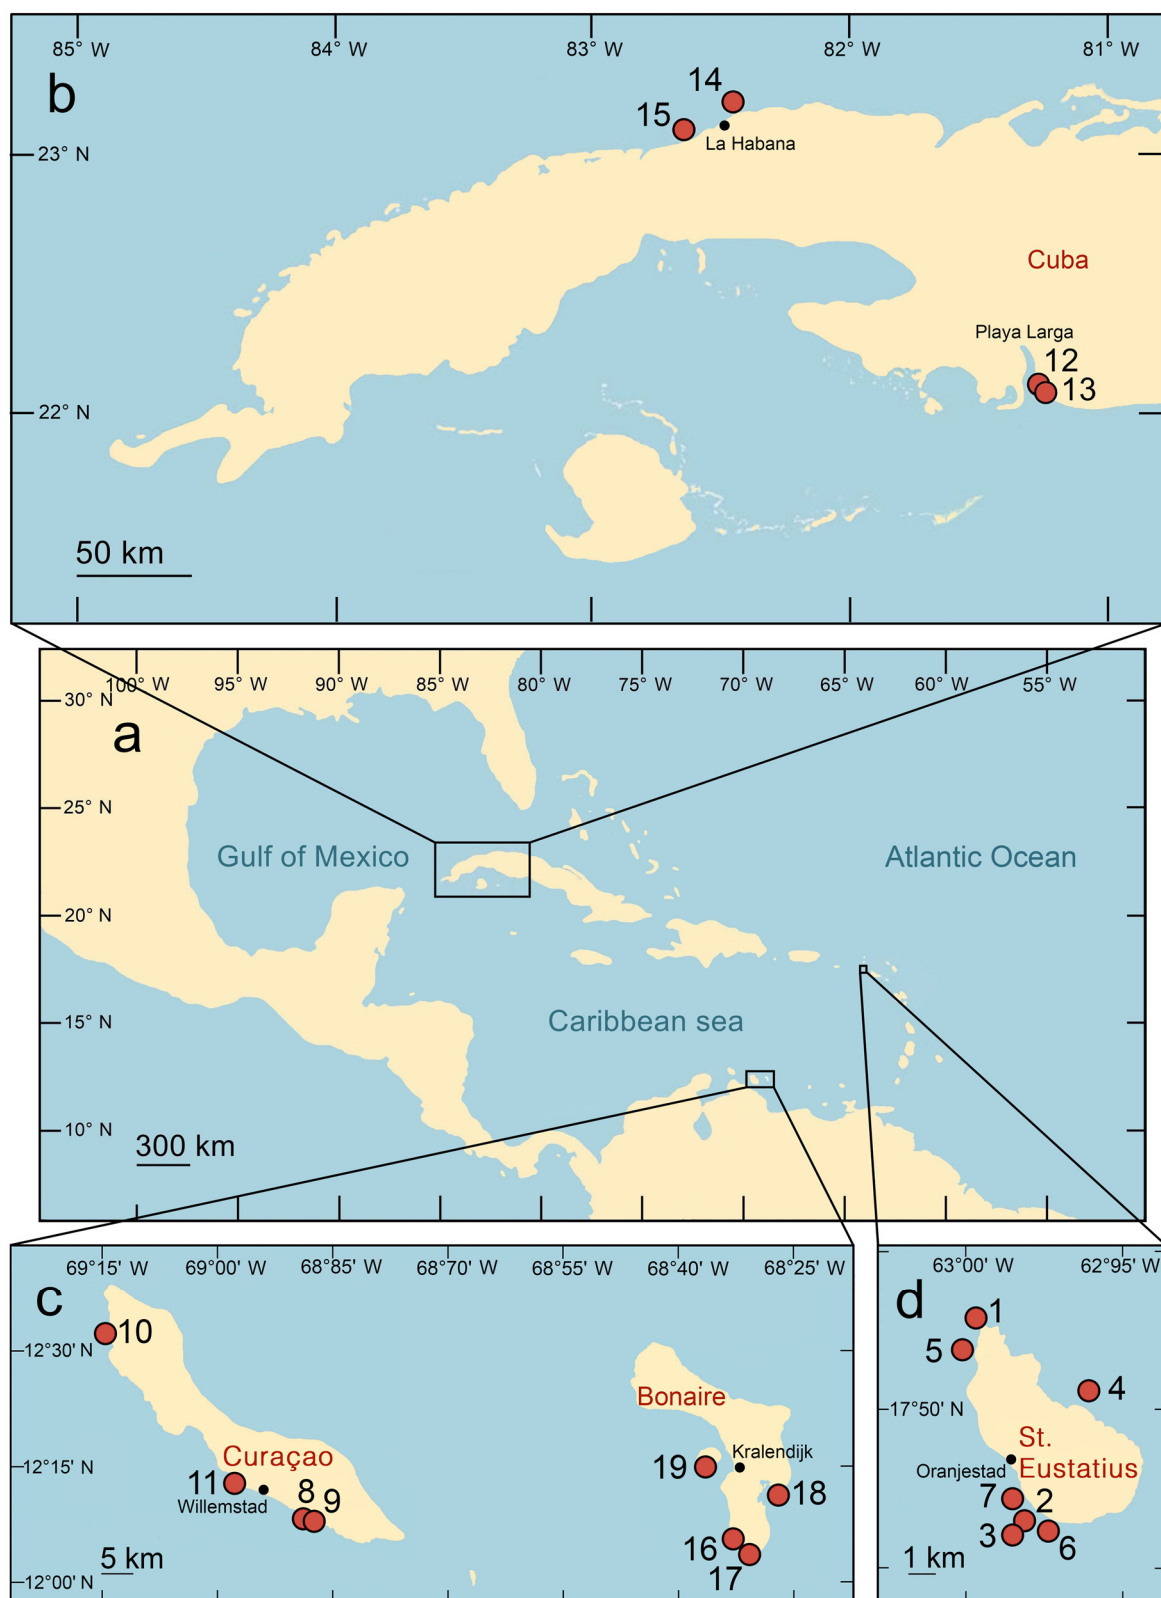 85° W 84° W 83° W 82° W 81° W
b
14
15
La Habana
23° N
Cuba
Playa Larga
12
13
22° N
50 km
100° W 95° W 90° W 85° W 80° W 75° W 70° W 65° W 60° W 55° W
30° N
a
25° N
Gulf of Mexico
Atlantic Ocean
20° N
15° N
Caribbean sea
10° N
300 km
69°15' W 69°00' W 68°85' W 68°70' W 68°55' W 68°40' W 68°25' W
c
10
12°30' N
Bonaire
Curaçao
Kralendijk
12°15' N
11
8
9
Willemstad
19
18
16
17
5 km
12°00' N
63°00' W 62°95' W
d
1
5
4
17°50' N
St.
Eustatius
Oranjestad
7
2
3
6
1 km